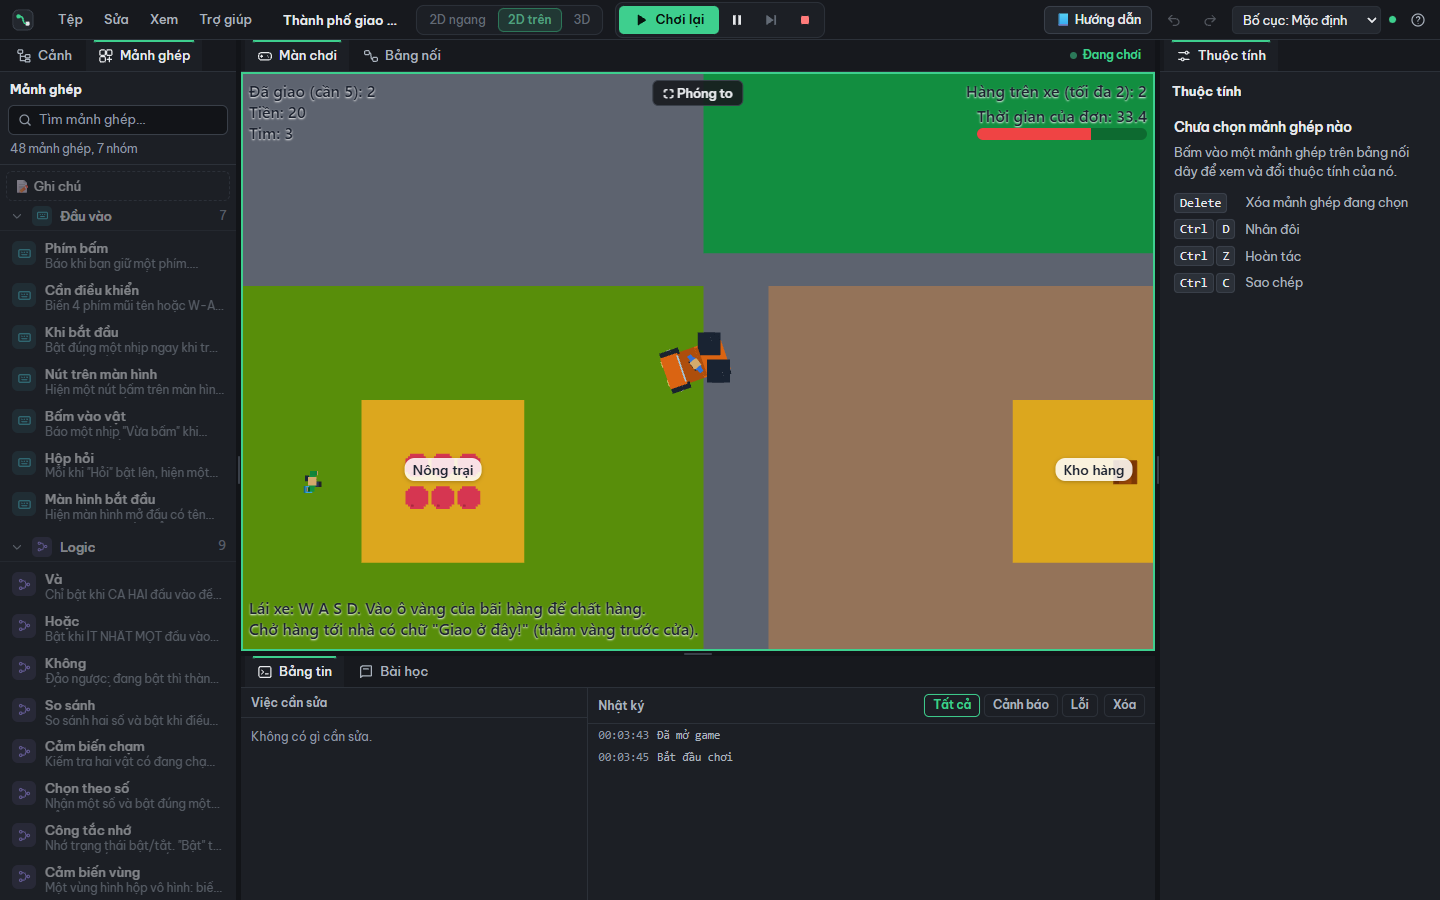 Tệp Sửa Xem Trợ giúp Thành phố giao ... 2D ngang 2D trên 3D Chơi lại Hướng dẫn Bố cục: Mặc định
Cảnh Mảnh ghép
Mảnh ghép
Tìm mảnh ghép...
48 mảnh ghép, 7 nhóm
Ghi chú
Đầu vào 7
Phím bấm
Báo khi bạn giữ một phím....
Cần điều khiển
Biến 4 phím mũi tên hoặc W-A...
Khi bắt đầu
Bật đúng một nhịp ngay khi tr...
Nút trên màn hình
Hiện một nút bấm trên màn hìn...
Bấm vào vật
Báo một nhịp "Vừa bấm" khi...
Hộp hỏi
Mỗi khi "Hỏi" bật lên, hiện một...
Màn hình bắt đầu
Hiện màn hình mở đầu có tên...
Logic 9
Và
Chỉ bật khi CẢ HAI đầu vào đề...
Hoặc
Bật khi ÍT NHẤT MỘT đầu vào...
Không
Đảo ngược: đang bật thì thàn...
So sánh
So sánh hai số và bật khi điều...
Cảm biến chạm
Kiểm tra hai vật có đang chạ...
Chọn theo số
Nhận một số và bật đúng một...
Công tắc nhớ
Nhớ trạng thái bật/tắt. "Bật" t...
Cảm biến vùng
Một vùng hình hộp vô hình: biế...
Màn chơi Bảng nối Đang chơi
Đã giao (cần 5): 2
Tiền: 20
Tim: 3
Phóng to
Hàng trên xe (tối đa 2): 2
Thời gian của đơn: 33.4
Nông trại
Kho hàng
Lái xe: W A S D. Vào ô vàng của bãi hàng để chất hàng.
Chở hàng tới nhà có chữ "Giao ở đây!" (thảm vàng trước cửa).
Bảng tin Bài học
Việc cần sửa
Không có gì cần sửa.
Nhật ký Tất cả Cảnh báo Lỗi Xóa
00:03:43 Đã mở game
00:03:45 Bắt đầu chơi
Thuộc tính
Thuộc tính
Chưa chọn mảnh ghép nào
Bấm vào một mảnh ghép trên bảng nối
dây để xem và đổi thuộc tính của nó.
Delete Xóa mảnh ghép đang chọn
Ctrl D Nhân đôi
Ctrl Z Hoàn tác
Ctrl C Sao chép